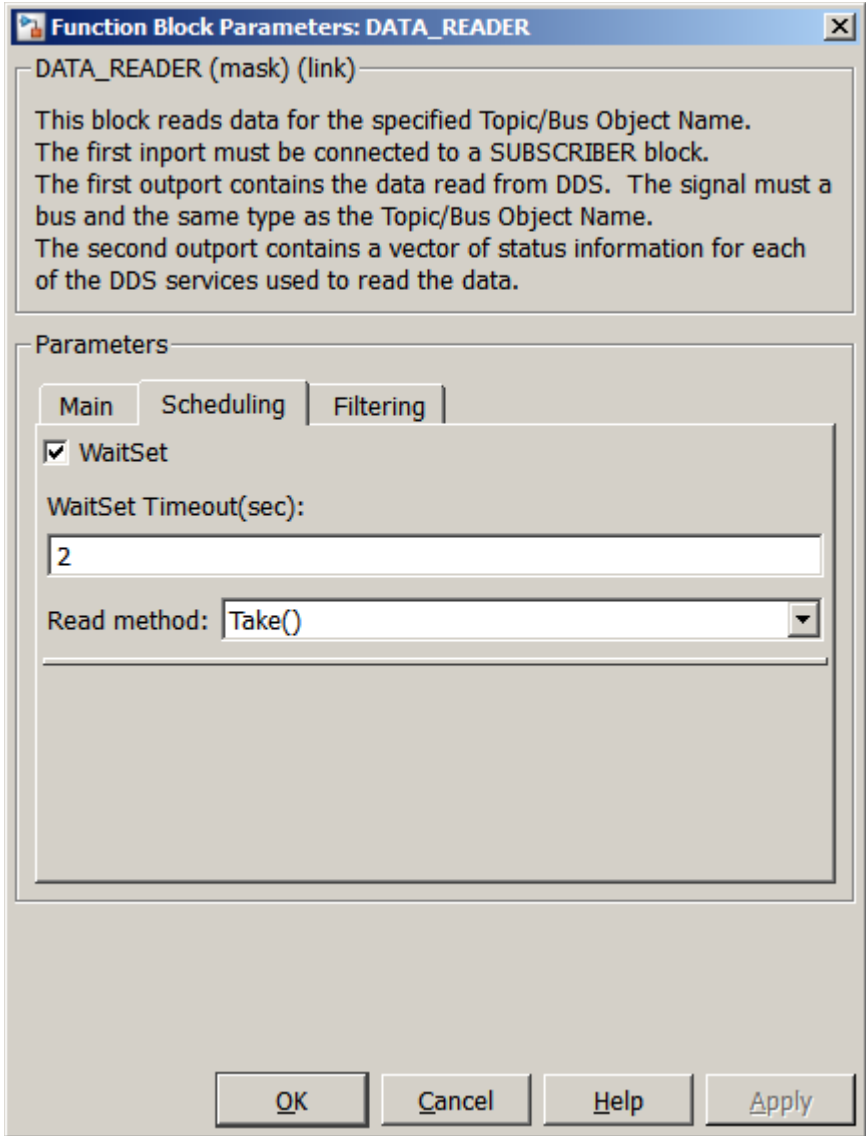 Function Block Parameters: DATA_READER
DATA_READER (mask) (link)
This block reads data for the specified Topic/Bus Object Name.
The first inport must be connected to a SUBSCRIBER block.
The first outport contains the data read from DDS.  The signal must a
bus and the same type as the Topic/Bus Object Name.
The second outport contains a vector of status information for each
of the DDS services used to read the data.
Parameters
Main Scheduling Filtering
WaitSet
WaitSet Timeout(sec):
2
Read method: Take()
OK Cancel Help Apply